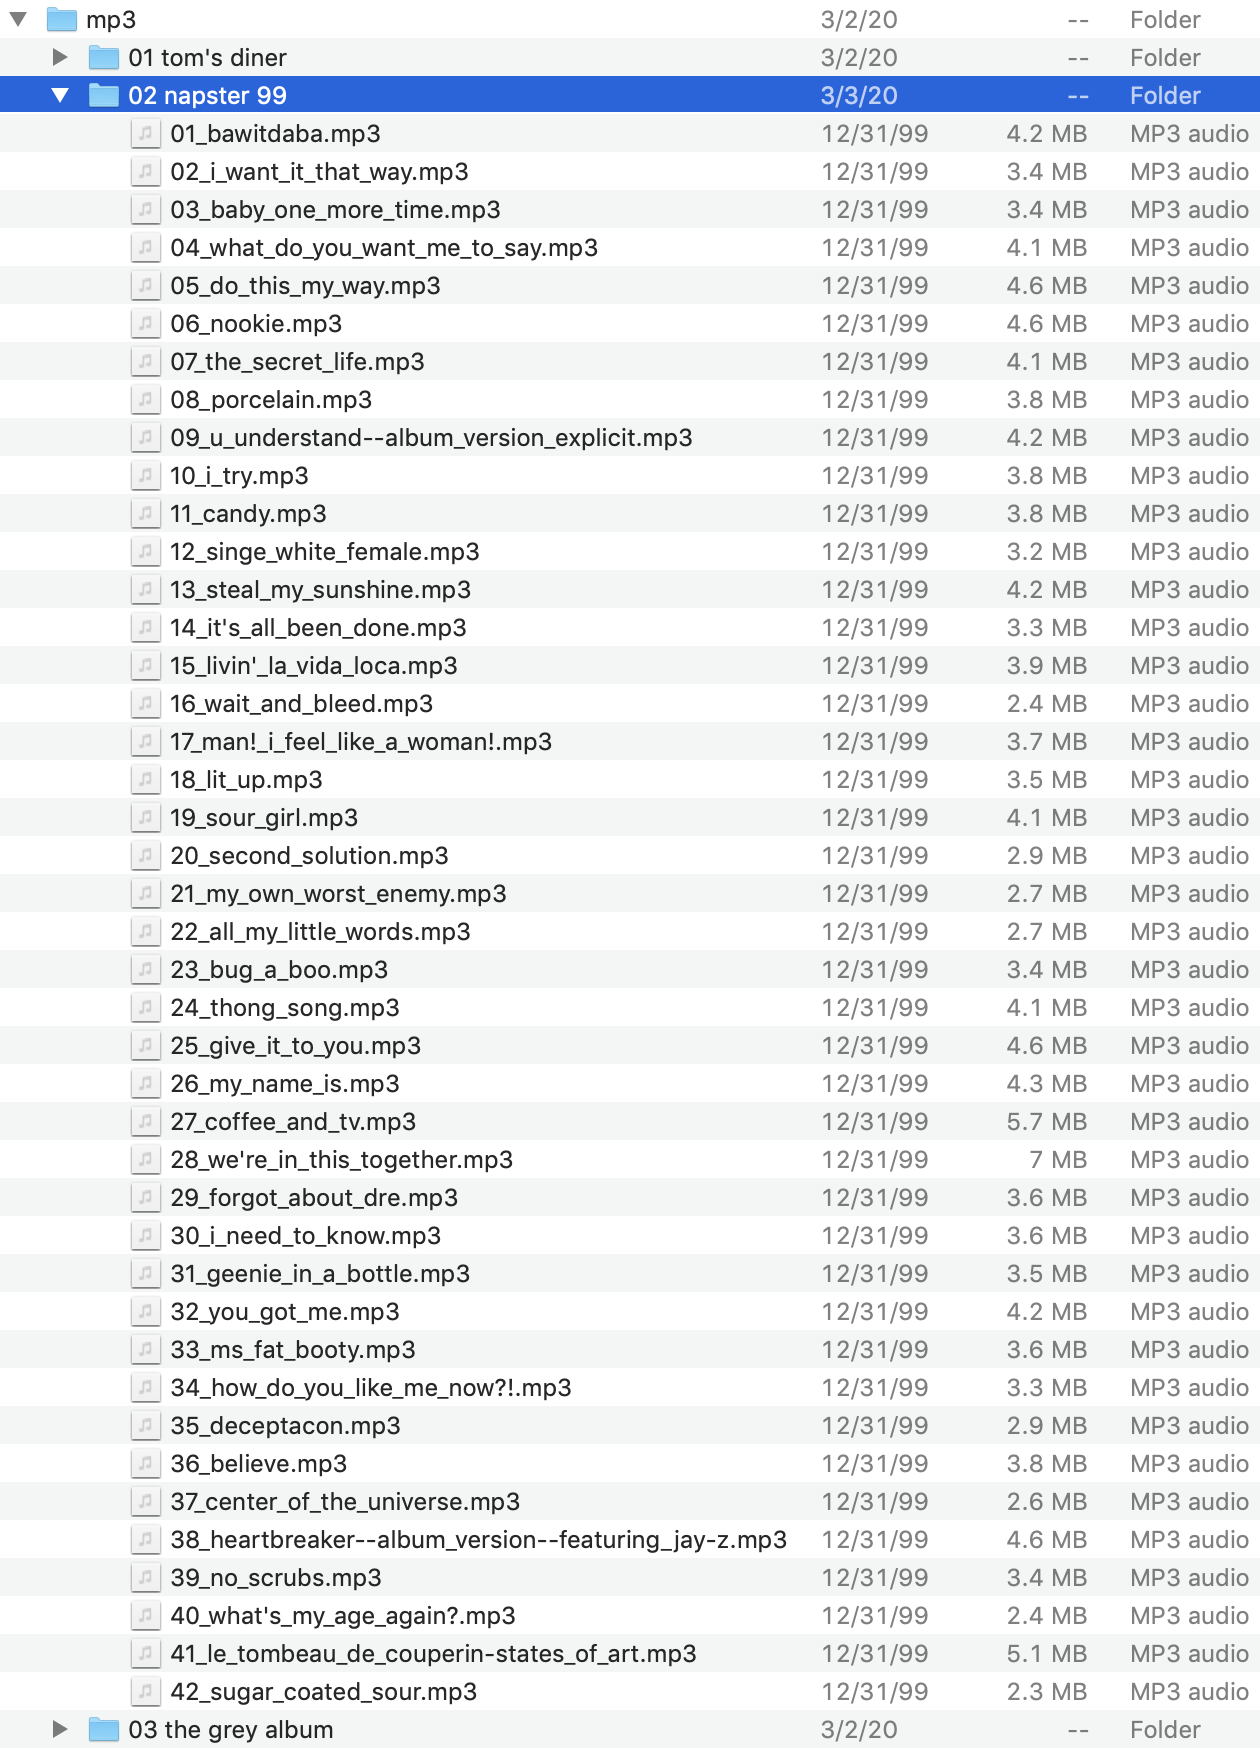 mp3 3/2/20 -- Folder
01 tom's diner 3/2/20 -- Folder
02 napster 99 3/3/20 -- Folder
01_bawitdaba.mp3 12/31/99 4.2 MB MP3 audio
02_i_want_it_that_way.mp3 12/31/99 3.4 MB MP3 audio
03_baby_one_more_time.mp3 12/31/99 3.4 MB MP3 audio
04_what_do_you_want_me_to_say.mp3 12/31/99 4.1 MB MP3 audio
05_do_this_my_way.mp3 12/31/99 4.6 MB MP3 audio
06_nookie.mp3 12/31/99 4.6 MB MP3 audio
07_the_secret_life.mp3 12/31/99 4.1 MB MP3 audio
08_porcelain.mp3 12/31/99 3.8 MB MP3 audio
09_u_understand--album_version_explicit.mp3 12/31/99 4.2 MB MP3 audio
10_i_try.mp3 12/31/99 3.8 MB MP3 audio
11_candy.mp3 12/31/99 3.8 MB MP3 audio
12_singe_white_female.mp3 12/31/99 3.2 MB MP3 audio
13_steal_my_sunshine.mp3 12/31/99 4.2 MB MP3 audio
14_it's_all_been_done.mp3 12/31/99 3.3 MB MP3 audio
15_livin'_la_vida_loca.mp3 12/31/99 3.9 MB MP3 audio
16_wait_and_bleed.mp3 12/31/99 2.4 MB MP3 audio
17_man!_i_feel_like_a_woman!.mp3 12/31/99 3.7 MB MP3 audio
18_lit_up.mp3 12/31/99 3.5 MB MP3 audio
19_sour_girl.mp3 12/31/99 4.1 MB MP3 audio
20_second_solution.mp3 12/31/99 2.9 MB MP3 audio
21_my_own_worst_enemy.mp3 12/31/99 2.7 MB MP3 audio
22_all_my_little_words.mp3 12/31/99 2.7 MB MP3 audio
23_bug_a_boo.mp3 12/31/99 3.4 MB MP3 audio
24_thong_song.mp3 12/31/99 4.1 MB MP3 audio
25_give_it_to_you.mp3 12/31/99 4.6 MB MP3 audio
26_my_name_is.mp3 12/31/99 4.3 MB MP3 audio
27_coffee_and_tv.mp3 12/31/99 5.7 MB MP3 audio
28_we're_in_this_together.mp3 12/31/99 7 MB MP3 audio
29_forgot_about_dre.mp3 12/31/99 3.6 MB MP3 audio
30_i_need_to_know.mp3 12/31/99 3.6 MB MP3 audio
31_geenie_in_a_bottle.mp3 12/31/99 3.5 MB MP3 audio
32_you_got_me.mp3 12/31/99 4.2 MB MP3 audio
33_ms_fat_booty.mp3 12/31/99 3.6 MB MP3 audio
34_how_do_you_like_me_now?!.mp3 12/31/99 3.3 MB MP3 audio
35_deceptacon.mp3 12/31/99 2.9 MB MP3 audio
36_believe.mp3 12/31/99 3.8 MB MP3 audio
37_center_of_the_universe.mp3 12/31/99 2.6 MB MP3 audio
38_heartbreaker--album_version--featuring_jay-z.mp3 12/31/99 4.6 MB MP3 audio
39_no_scrubs.mp3 12/31/99 3.4 MB MP3 audio
40_what's_my_age_again?.mp3 12/31/99 2.4 MB MP3 audio
41_le_tombeau_de_couperin-states_of_art.mp3 12/31/99 5.1 MB MP3 audio
42_sugar_coated_sour.mp3 12/31/99 2.3 MB MP3 audio
03 the grey album 3/2/20 -- Folder